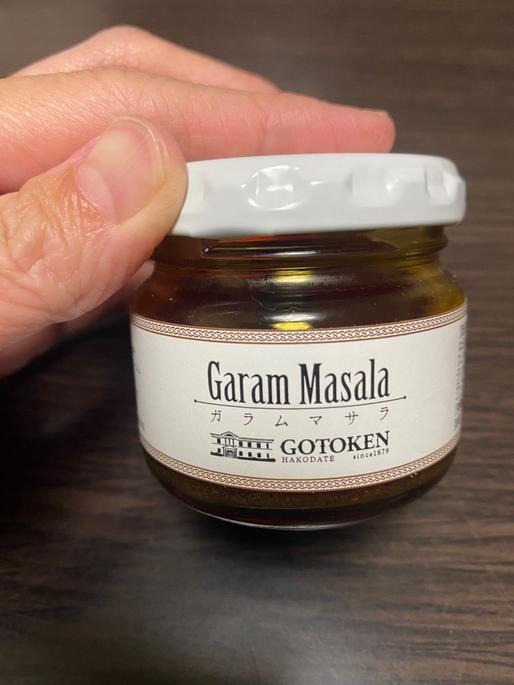 Garam Masala
ガラムマサラ
GOTOKEN
HAKODATE since1879